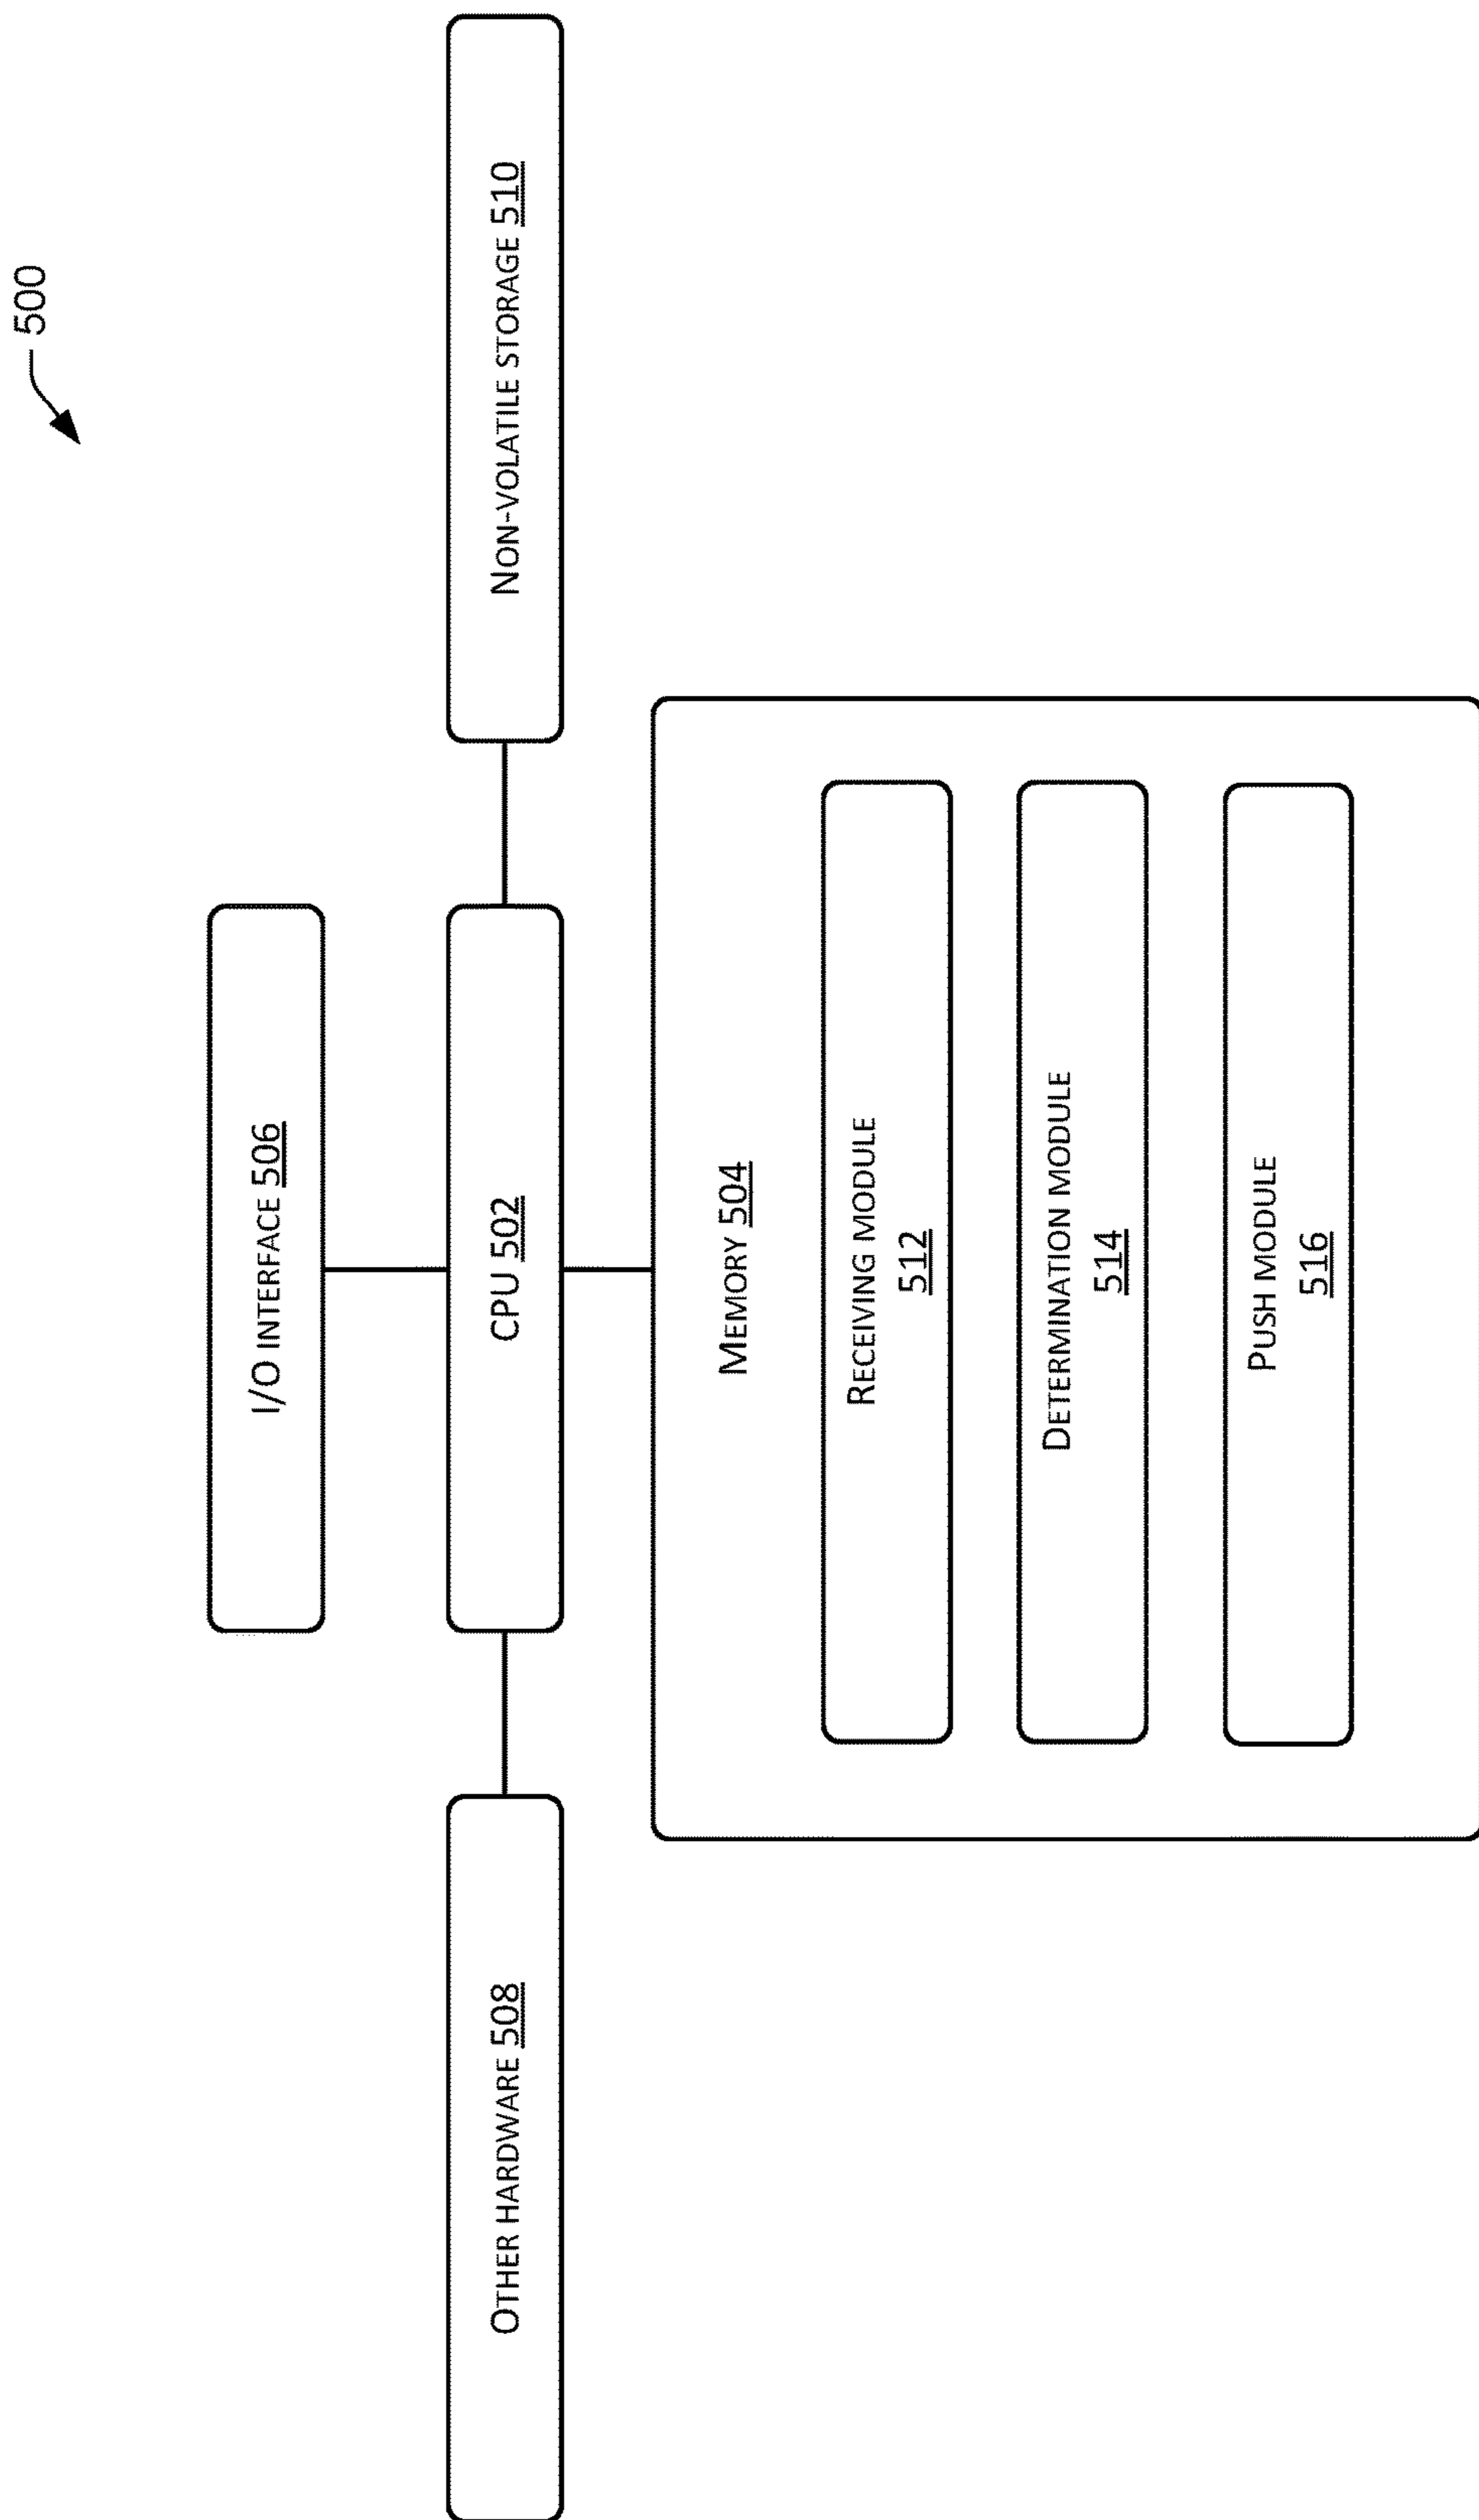 500
I/O INTERFACE 506
OTHER HARDWARE 508
CPU 502
NON-VOLATILE STORAGE 510
MEMORY 504
RECEIVING MODULE
512
DETERMINATION MODULE
514
PUSH MODULE
516